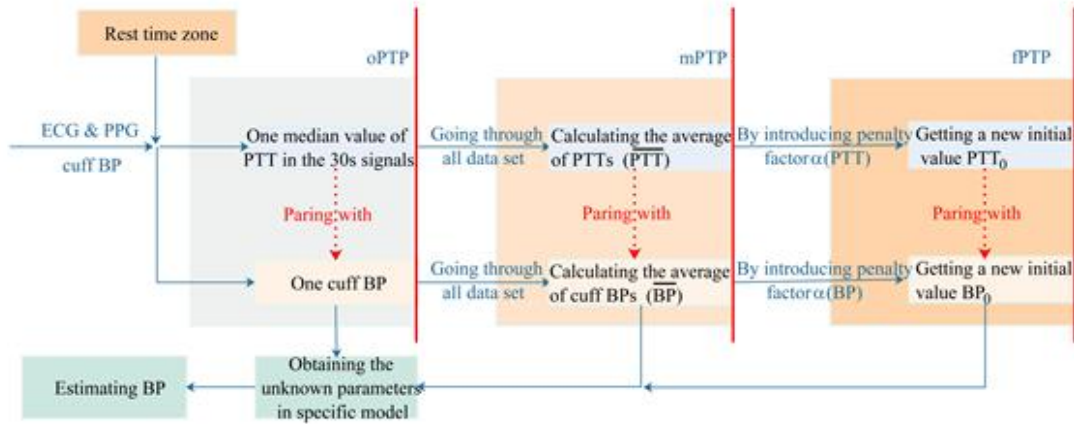 Rest time zone
oPTP
mPTP
fPTP
ECG & PPG
cuff BP
One median value of
PTT in the 30s signals
Going through
all data set
Calculating the average
of PTTs (P̅T̅T̅)
By introducing penalty
factorα(PTT)
Getting a new initial
value PTT₀
Paring with
Paring with
Paring with
One cuff BP
Going through
all data set
Calculating the average
of cuff BPs (B̅P̅)
By introducing penalty
factorα(BP)
Getting a new initial
value BP₀
Estimating BP
Obtaining the
unknown parameters
in specific model